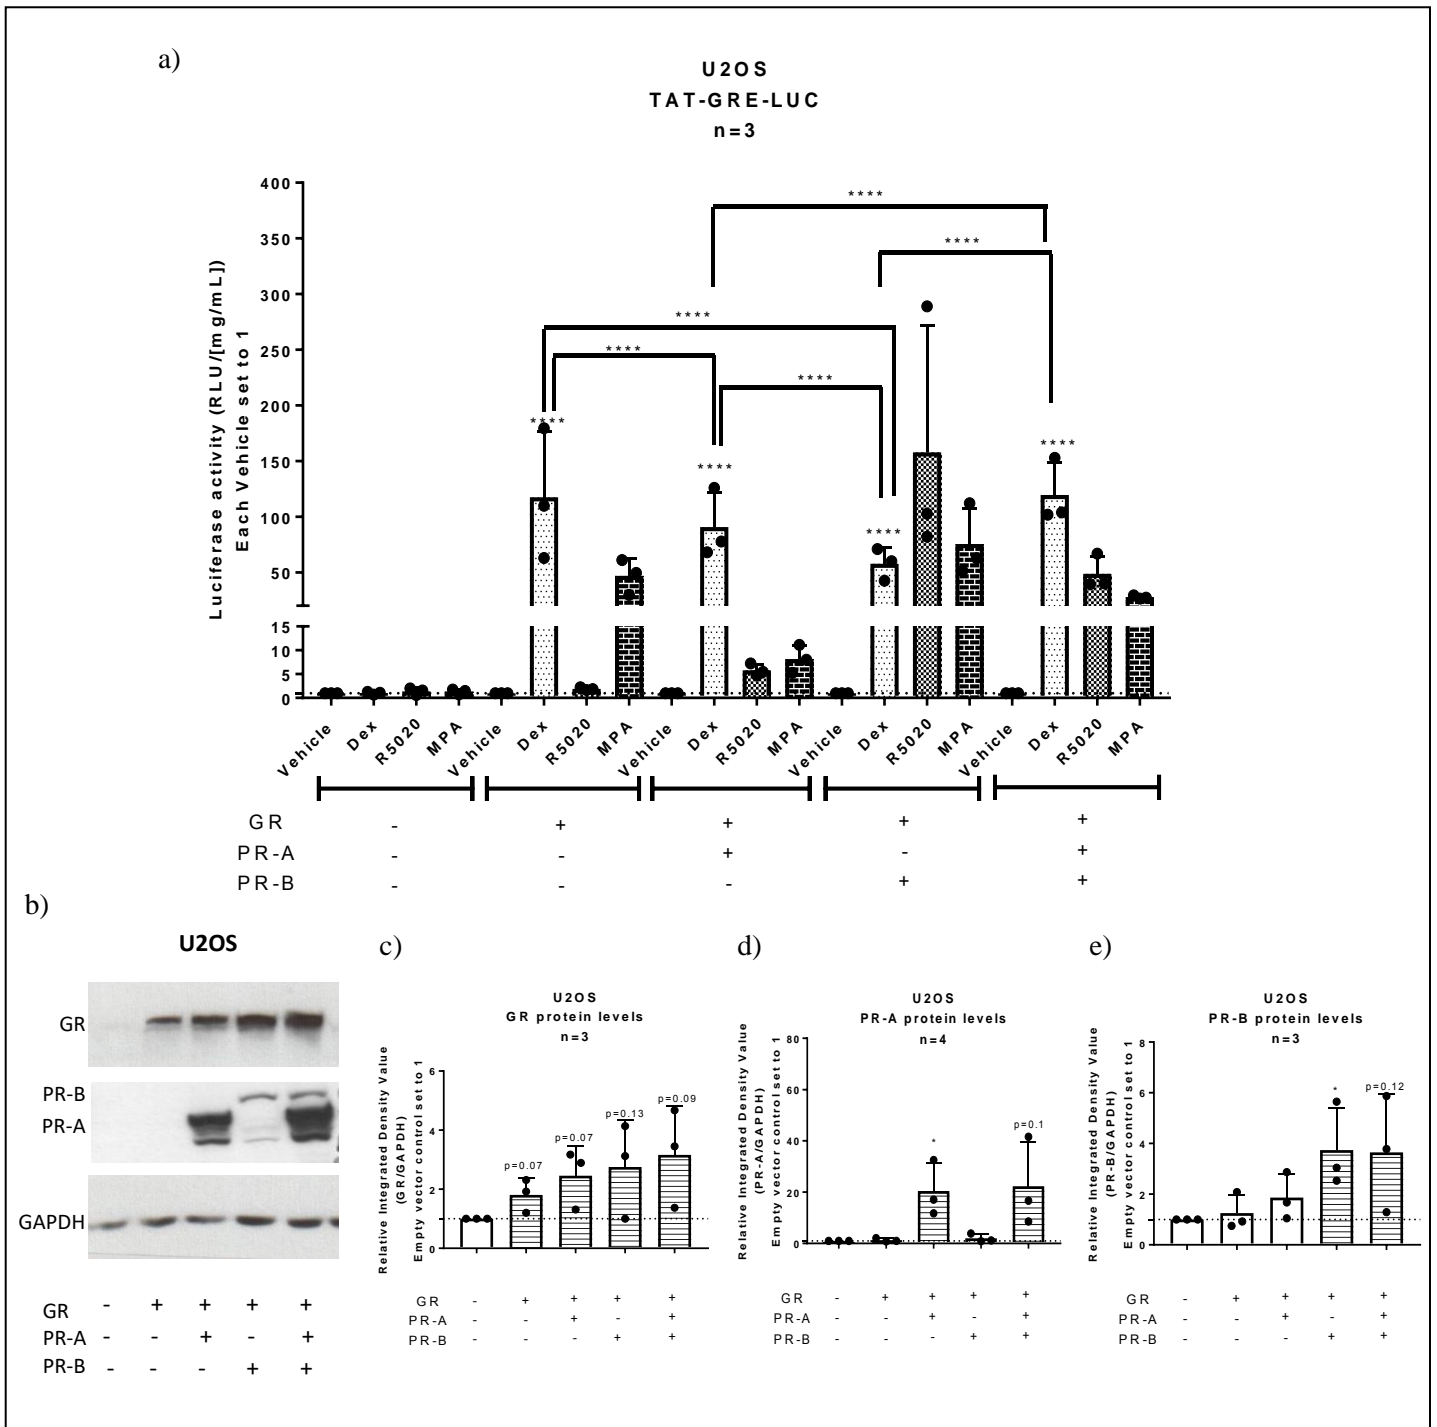 a)
U2OS
TAT-GRE-LUC
n=3
Luciferase activity (RLU/[mg/mL])
Each Vehicle set to 1
400
350
300
250
200
150
100
50
15
10
5
0
****
****
****
****
****
****
****
****
****
Vehicle
Dex
R5020
MPA
Vehicle
Dex
R5020
MPA
Vehicle
Dex
R5020
MPA
Vehicle
Dex
R5020
MPA
Vehicle
Dex
R5020
MPA
GR - + + + +
PR-A - - + - +
PR-B - - - + +
b)
U2OS
GR
PR-B
PR-A
GAPDH
GR - + + + +
PR-A - - + - +
PR-B - - - + +
c)
U2OS
GR protein levels
n=3
Relative Integrated Density Value
(GR/GAPDH)
Empty vector control set to 1
6
4
2
0
p=0.07
p=0.07
p=0.13
p=0.09
GR - + + + +
PR-A - - + - +
PR-B - - - + +
d)
U2OS
PR-A protein levels
n=4
Relative Integrated Density Value
(PR-A/GAPDH)
Empty vector control set to 1
80
60
40
20
0
*
p=0.1
GR - + + + +
PR-A - - + - +
PR-B - - - + +
e)
U2OS
PR-B protein levels
n=3
Relative Integrated Density Value
(PR-B/GAPDH)
Empty vector control set to 1
8
6
4
2
0
*
p=0.12
GR - + + + +
PR-A - - + - +
PR-B - - - + +